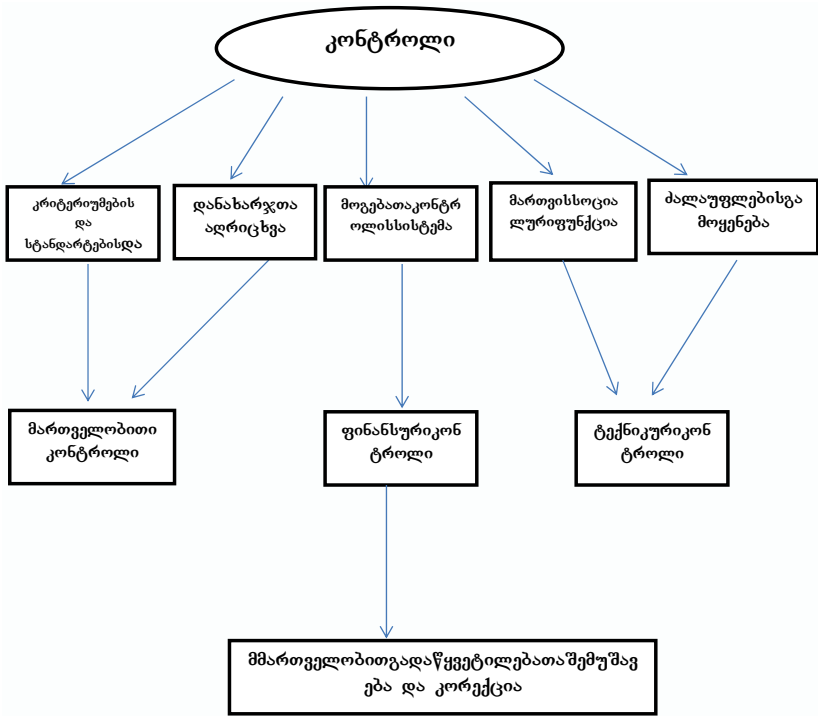 კონტროლი
კრიტერიუმების
და
სტანდარტებისდა
დანახარჯთა
აღრიცხვა
მოგებათაკონტრ
ოლისსისტემა
მართვისსოცია
ლურიფუნქცია
ძალაუფლებისგა
მოყენება
მართველობითი
კონტროლი
ფინანსურიკონ
ტროლი
ტექნიკურიკონ
ტროლი
მმართველობითგადაწყვეტილებათაშემუშავ
ება და კორექცია